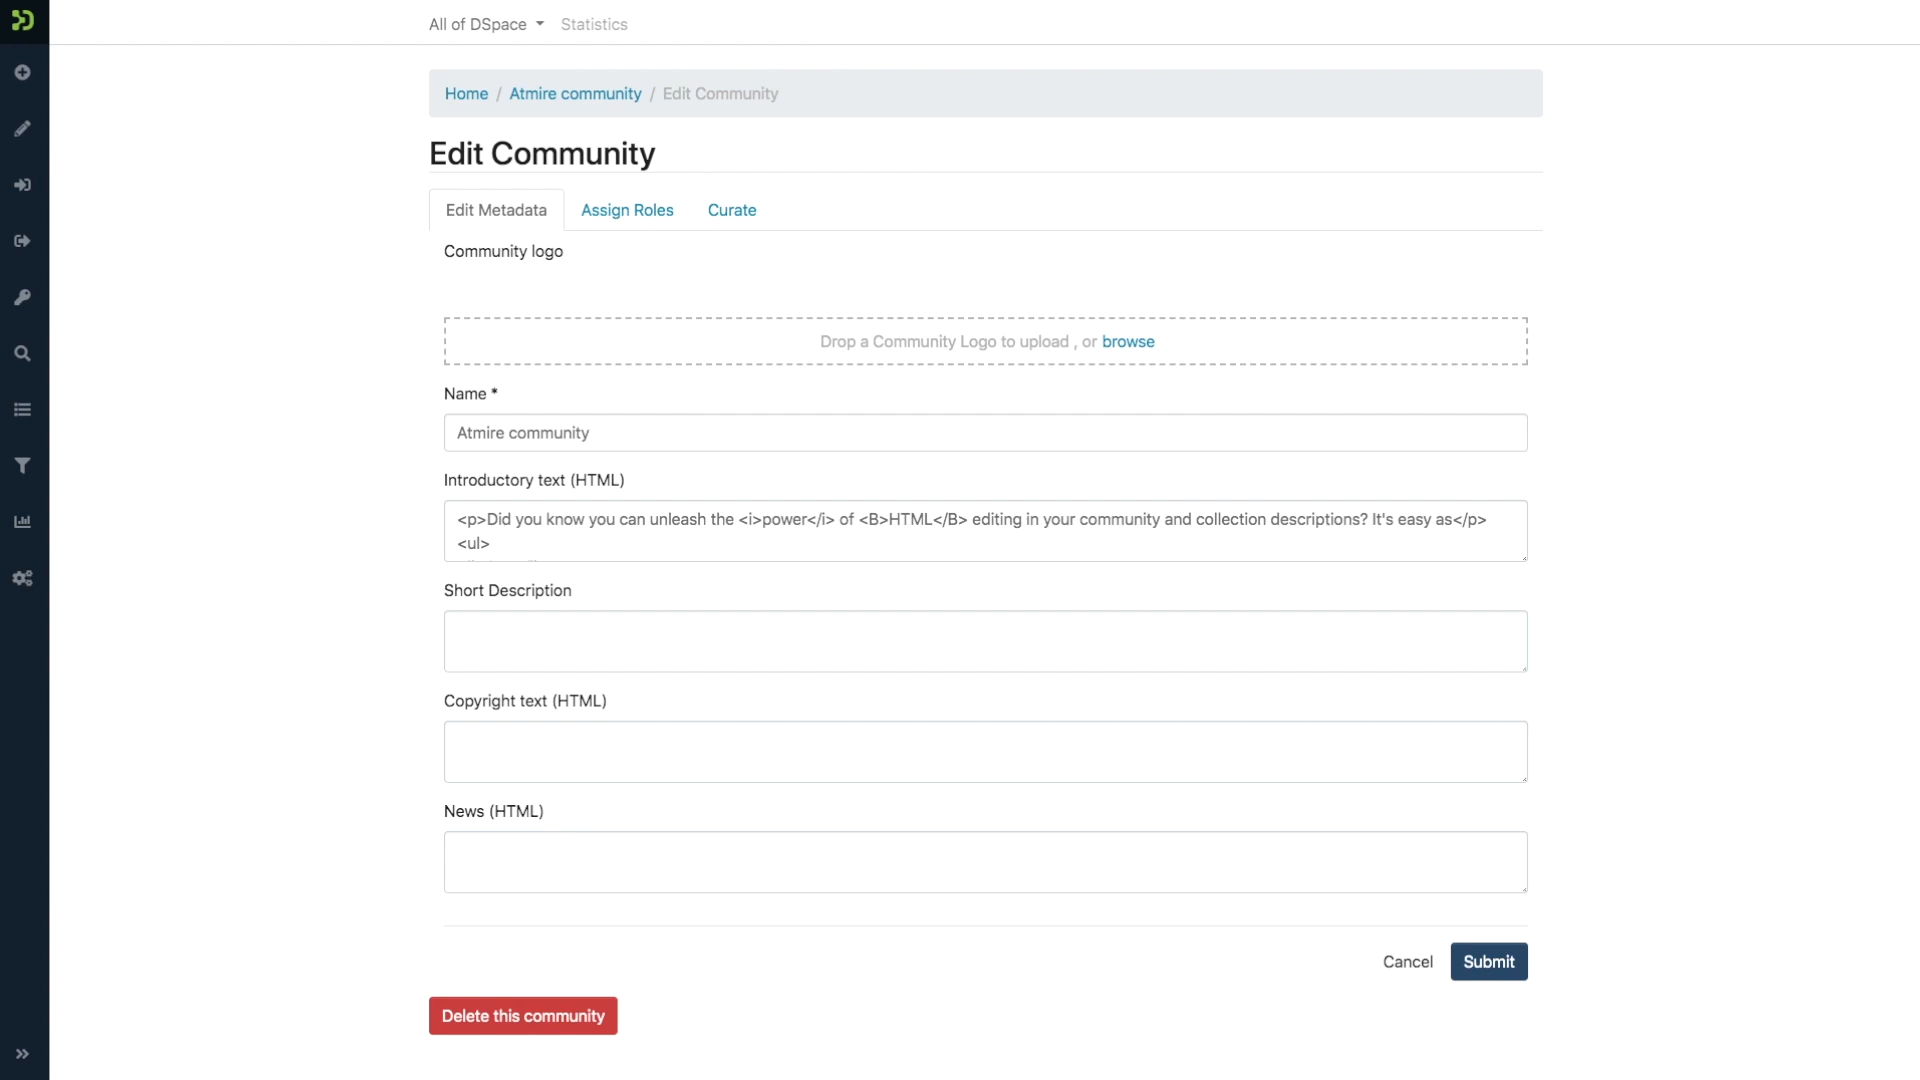 All of DSpace
Statistics
Home / Atmire community / Edit Community
Edit Community
Edit Metadata
Assign Roles
Curate
Community logo
Drop a Community Logo to upload , or browse
Name *
Atmire community
Introductory text (HTML)
<p>Did you know you can unleash the <i>power</i> of <B>HTML</B> editing in your community and collection descriptions? It's easy as</p>
<ul>
Short Description
Copyright text (HTML)
News (HTML)
Cancel
Submit
Delete this community